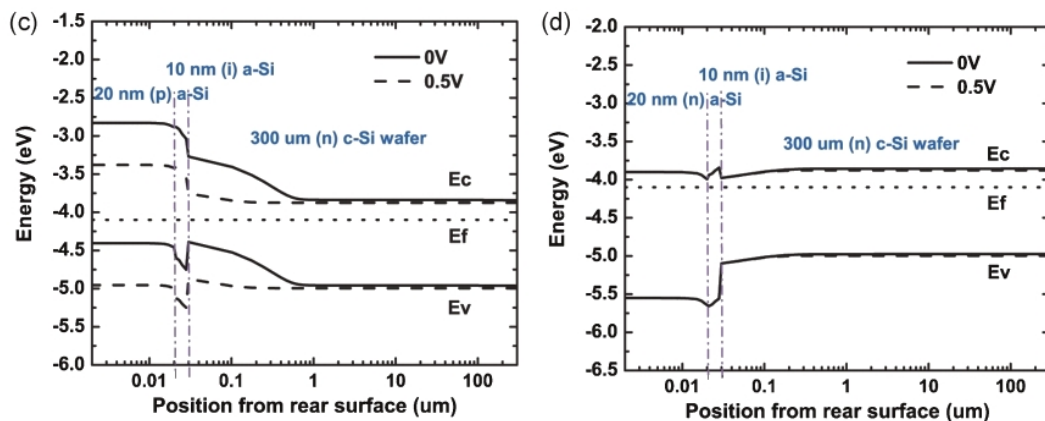 (c)
-1.5
-2.0
-2.5
-3.0
-3.5
-4.0
-4.5
-5.0
-5.5
-6.0
Energy (eV)
0V
0.5V
10 nm (i) a-Si
20 nm (p) a-Si
300 um (n) c-Si wafer
Ec
Ef
Ev
0.01 0.1 1 10 100
Position from rear surface (um)
(d)
-2.0
-2.5
-3.0
-3.5
-4.0
-4.5
-5.0
-5.5
-6.0
-6.5
Energy (eV)
0V
0.5V
10 nm (i) a-Si
20 nm (n) a-Si
300 um (n) c-Si wafer
Ec
Ef
Ev
0.01 0.1 1 10 100
Position from rear surface (um)